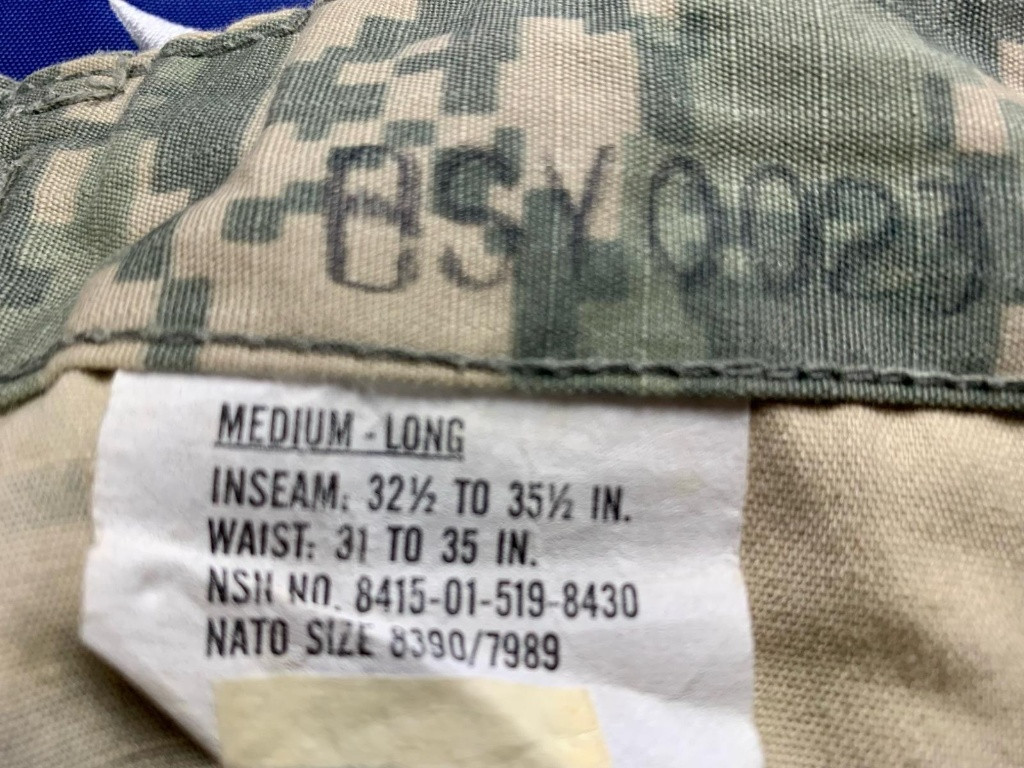 BSY0027
MEDIUM - LONG
INSEAM: 32½ TO 35½ IN.
WAIST: 31 TO 35 IN.
NSN NO. 8415-01-519-8430
NATO SIZE 8390/7989